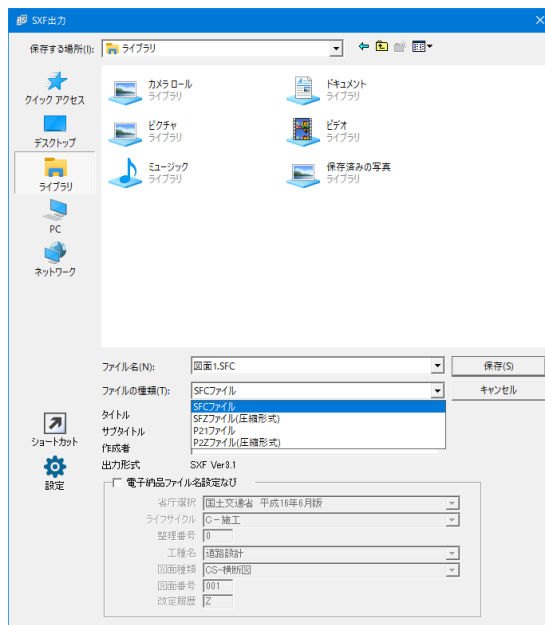 SXF出力
保存する場所(I): ライブラリ
クイック アクセス
デスクトップ
ライブラリ
PC
ネットワーク
カメラ ロール
ライブラリ
ドキュメント
ライブラリ
ピクチャ
ライブラリ
ビデオ
ライブラリ
ミュージック
ライブラリ
保存済みの写真
ライブラリ
ファイル名(N): 図面1.SFC 保存(S)
ファイルの種類(T): SFCファイル キャンセル
SFCファイル
SFZファイル(圧縮形式)
P21ファイル
P2Zファイル(圧縮形式)
タイトル
サブタイトル
作成者
出力形式 SXF Ver3.1
ショートカット
設定
電子納品ファイル名設定なび
省庁選択 国土交通省 平成16年6月版
ライフサイクル C-施工
整理番号 0
工種名 道路設計
図面種類 CS-横断図
図面番号 001
改定履歴 Z